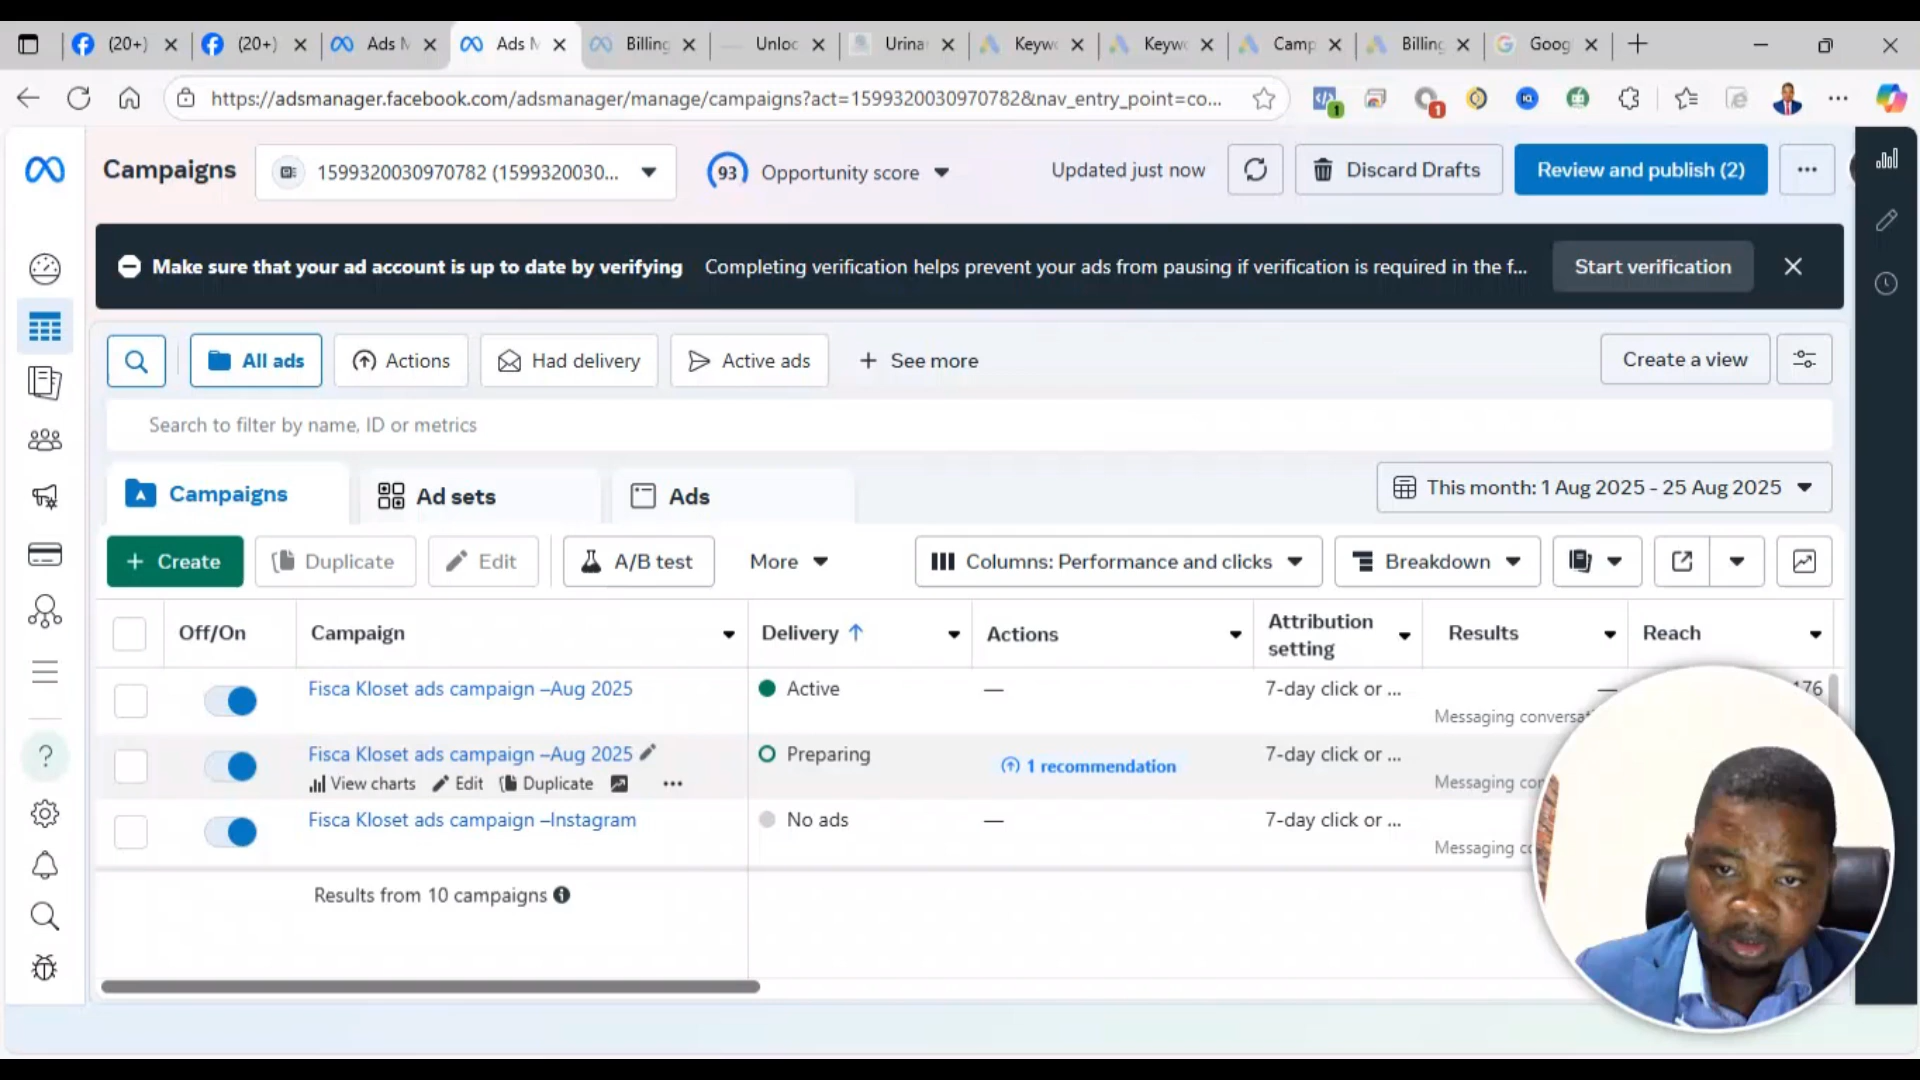 (20+)
(20+)
Ads M
Ads M
Billing
Unloc
Urina
Keywo
Keywo
Camp
Billing
Goog
https://adsmanager.facebook.com/adsmanager/manage/campaigns?act=1599320030970782&nav_entry_point=co...
1
1
Campaigns
1599320030970782 (1599320030...
93
Opportunity score
Updated just now
Discard Drafts
Review and publish (2)
Make sure that your ad account is up to date by verifying
Completing verification helps prevent your ads from pausing if verification is required in the f...
Start verification
All ads
Actions
Had delivery
Active ads
+ See more
Create a view
Search to filter by name, ID or metrics
Campaigns
Ad sets
Ads
This month: 1 Aug 2025 - 25 Aug 2025
+ Create
Duplicate
Edit
A/B test
More
Columns: Performance and clicks
Breakdown
Off/On
Campaign
Delivery ↑
Actions
Attribution
setting
Results
Reach
Fisca Kloset ads campaign –Aug 2025
Active
—
7-day click or ...
—
176
Messaging conversa
Fisca Kloset ads campaign –Aug 2025
Preparing
1 recommendation
7-day click or ...
View charts
Edit
Duplicate
...
Messaging con
Fisca Kloset ads campaign –Instagram
No ads
—
7-day click or ...
Messaging co
Results from 10 campaigns